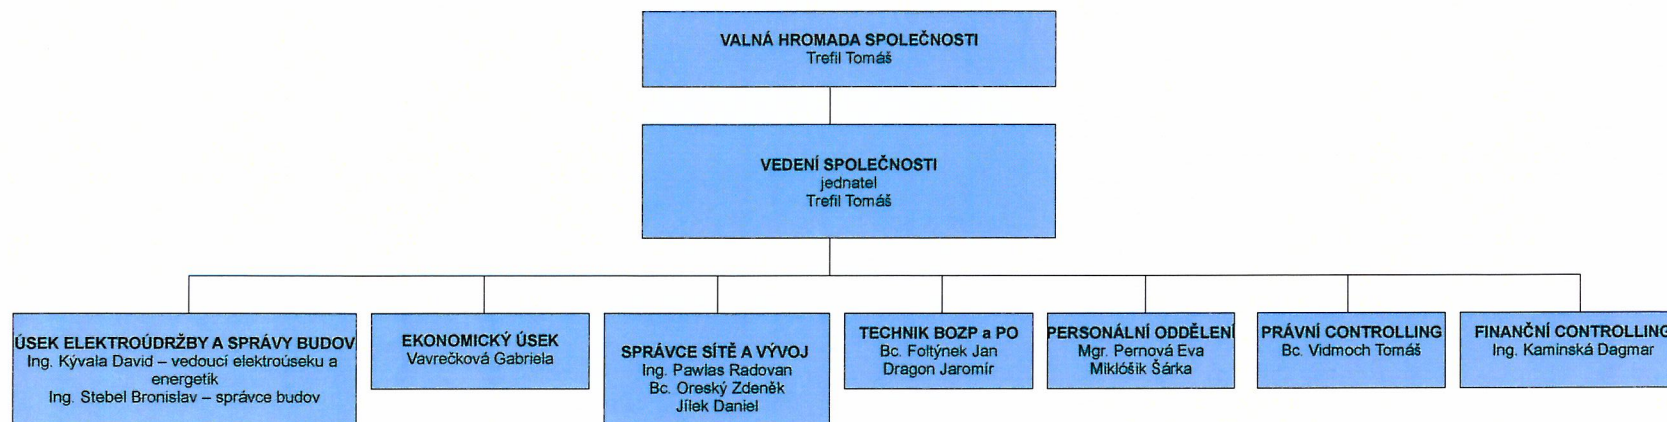 VALNÁ HROMADA SPOLEČNOSTI
Trefil Tomáš
VEDENÍ SPOLEČNOSTI
jednatel
Trefil Tomáš
ÚSEK ELEKTROÚDRŽBY A SPRÁVY BUDOV
Ing. Kývala David – vedoucí elektroúseku a
energetik
Ing. Stebel Bronislav – správce budov
EKONOMICKÝ ÚSEK
Vavrečková Gabriela
SPRÁVCE SÍTĚ A VÝVOJ
Ing. Pawlas Radovan
Bc. Oreský Zdeněk
Jílek Daniel
TECHNIK BOZP a PO
Bc. Foltýnek Jan
Dragon Jaromír
PERSONÁLNÍ ODDĚLENÍ
Mgr. Pernová Eva
Miklóšik Šárka
PRÁVNÍ CONTROLLING
Bc. Vidmoch Tomáš
FINANČNÍ CONTROLLING
Ing. Kaminská Dagmar